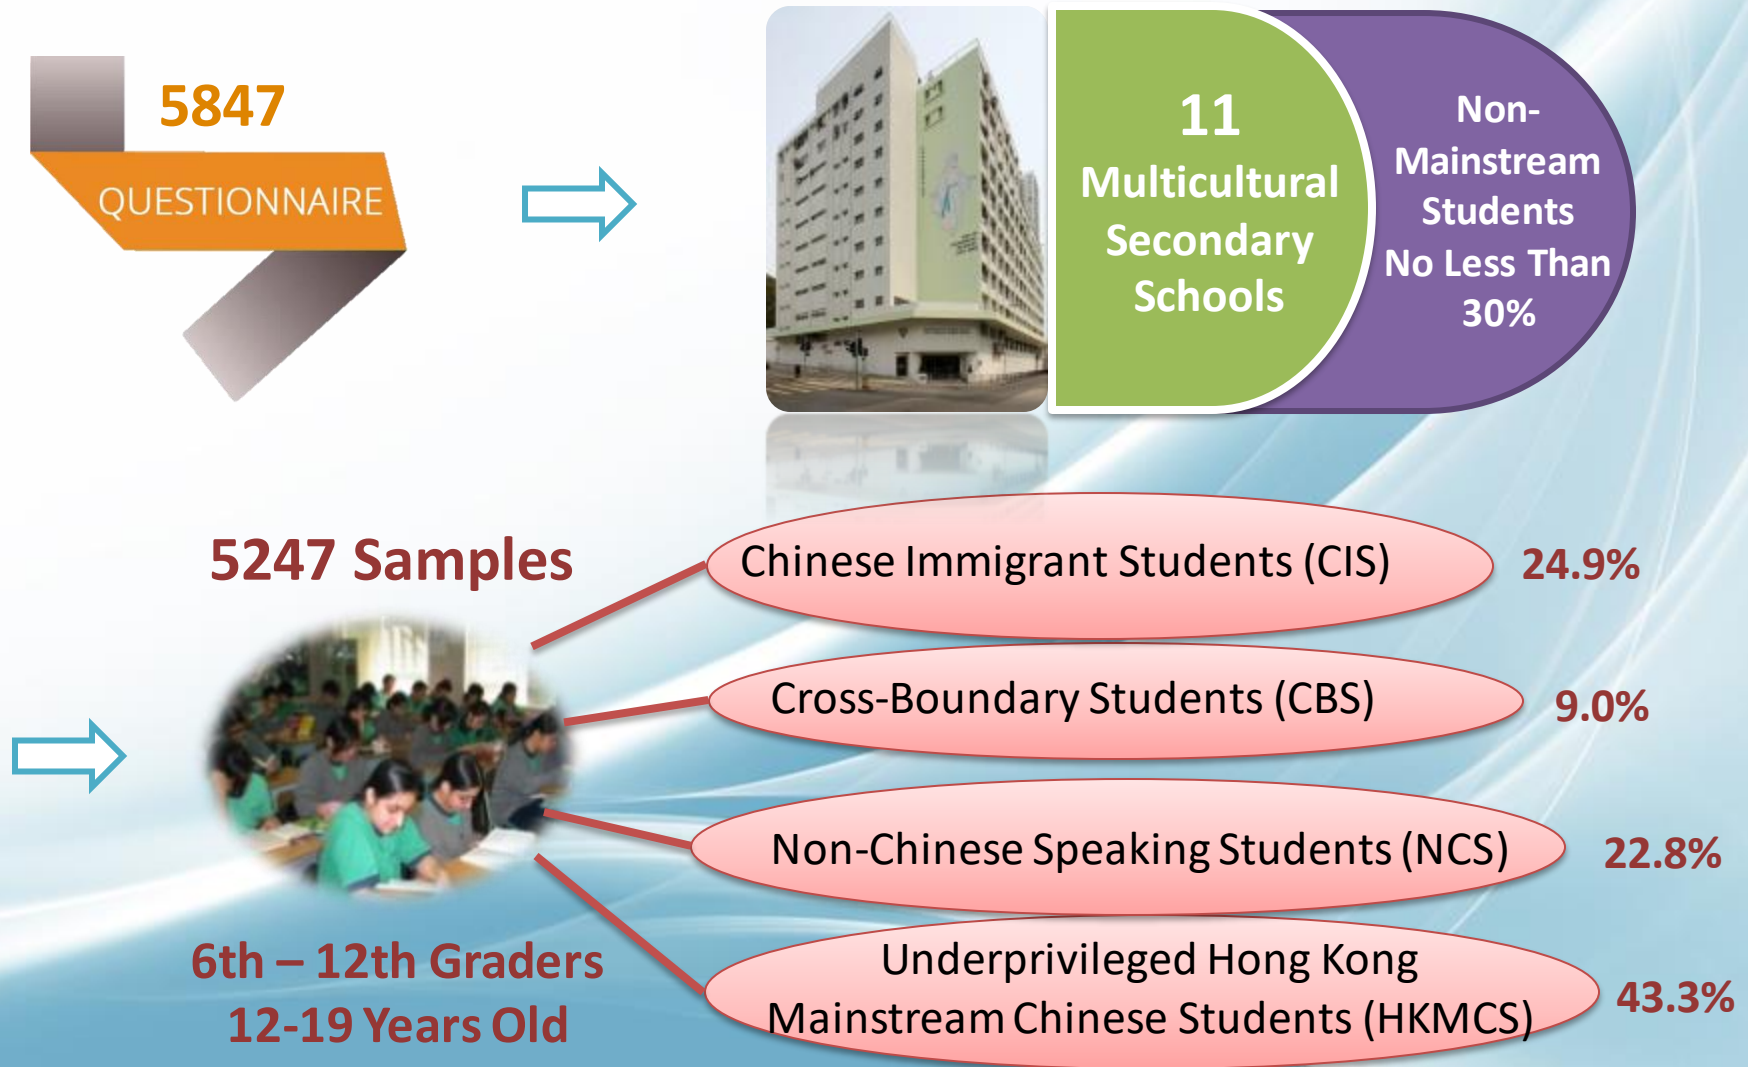 5847
QUESTIONNAIRE
11
Multicultural
Secondary
Schools
Non-
Mainstream
Students
No Less Than
30%
5247 Samples
Chinese Immigrant Students (CIS)
24.9%
Cross-Boundary Students (CBS)
9.0%
Non-Chinese Speaking Students (NCS)
22.8%
Underprivileged Hong Kong
Mainstream Chinese Students (HKMCS)
43.3%
6th – 12th Graders
12-19 Years Old